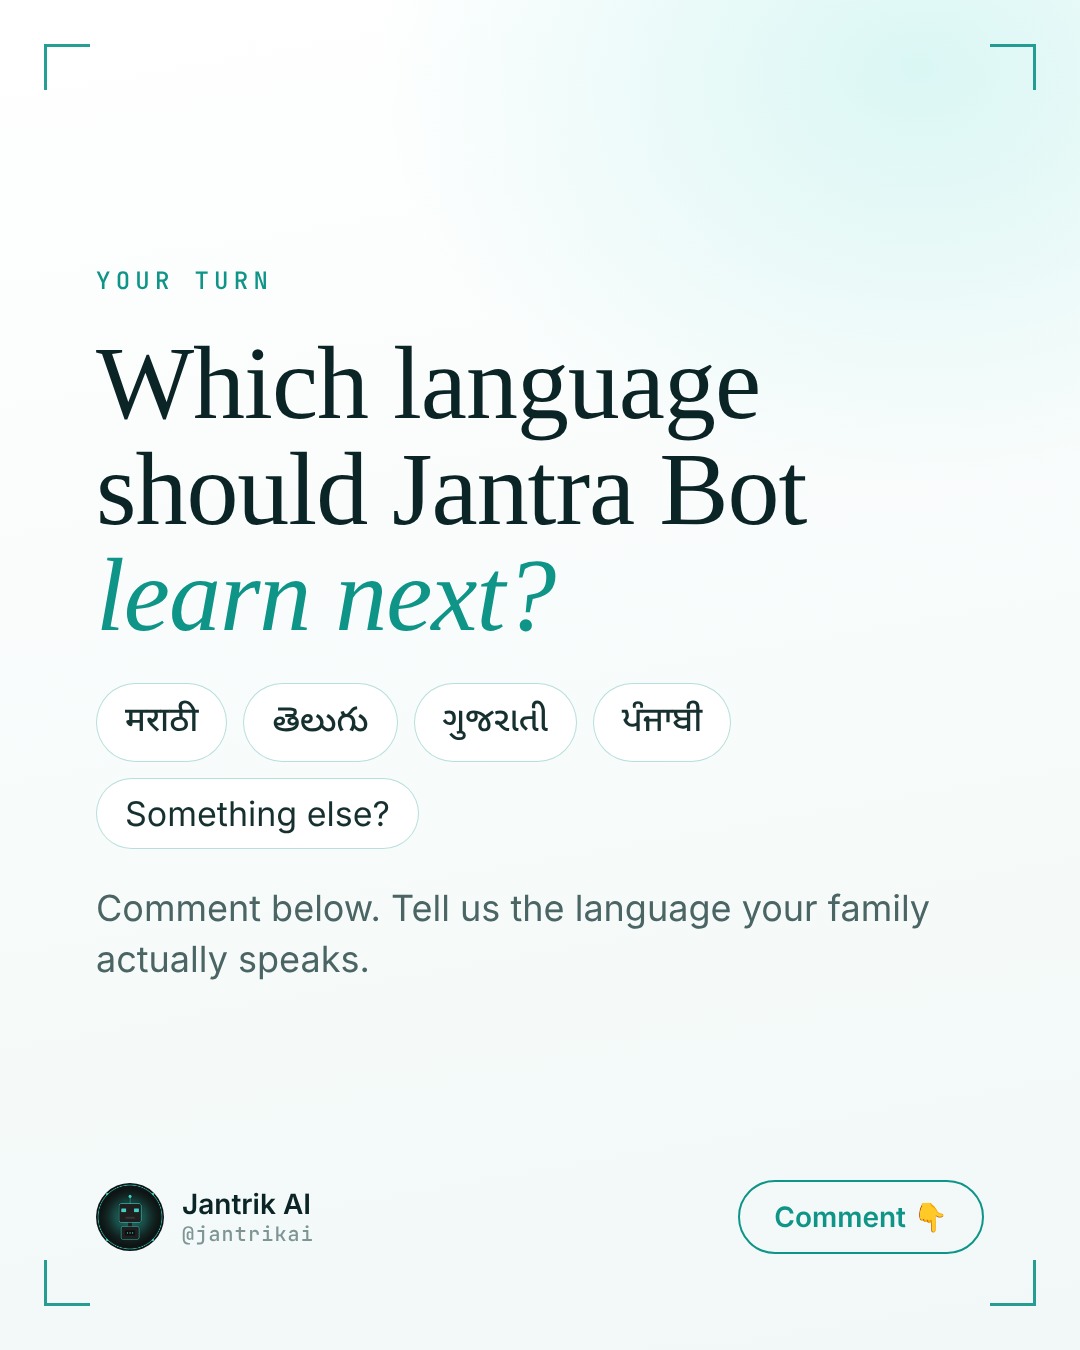 YOUR TURN
Which language
should Jantra Bot
learn next?
मराठी తెలుగు ગુજરાતી ਪੰਜਾਬੀ
Something else?
Comment below. Tell us the language your family
actually speaks.
Jantrik AI
@jantrikai
Comment 👇